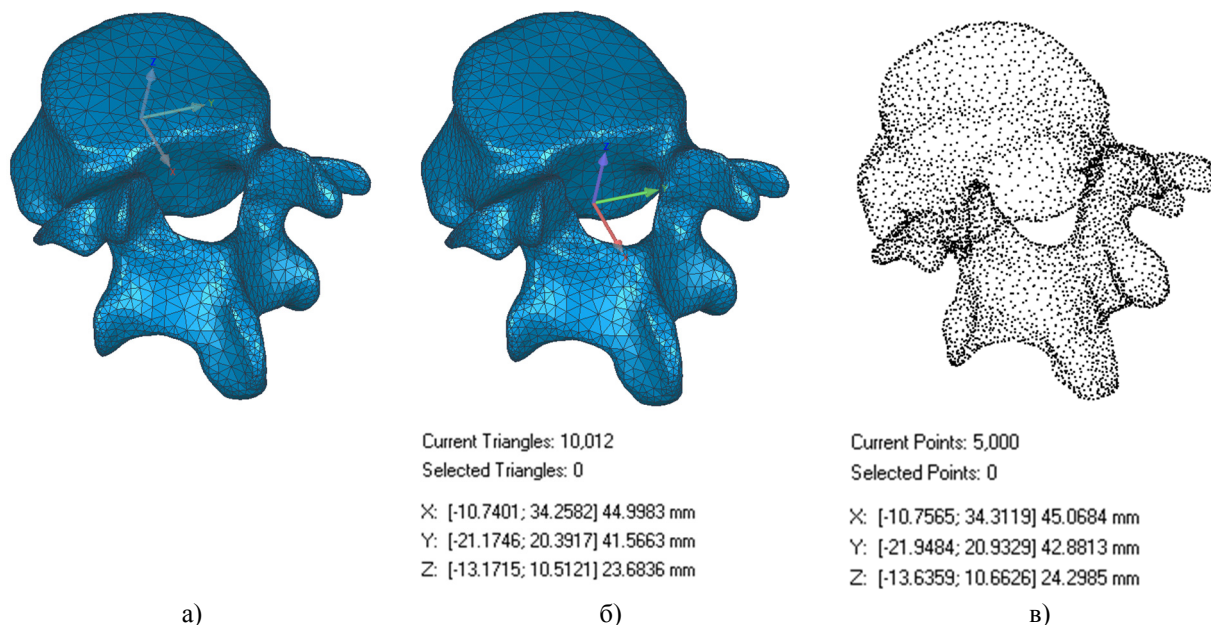 Z
Y
X
Z
Y
X
Current Triangles: 10,012
Selected Triangles: 0
X: [-10.7401; 34.2582] 44.9983 mm
Y: [-21.1746; 20.3917] 41.5663 mm
Z: [-13.1715; 10.5121] 23.6836 mm
Current Points: 5,000
Selected Points: 0
X: [-10.7565; 34.3119] 45.0684 mm
Y: [-21.9484; 20.9329] 42.8813 mm
Z: [-13.6359; 10.6626] 24.2985 mm
а)
б)
в)